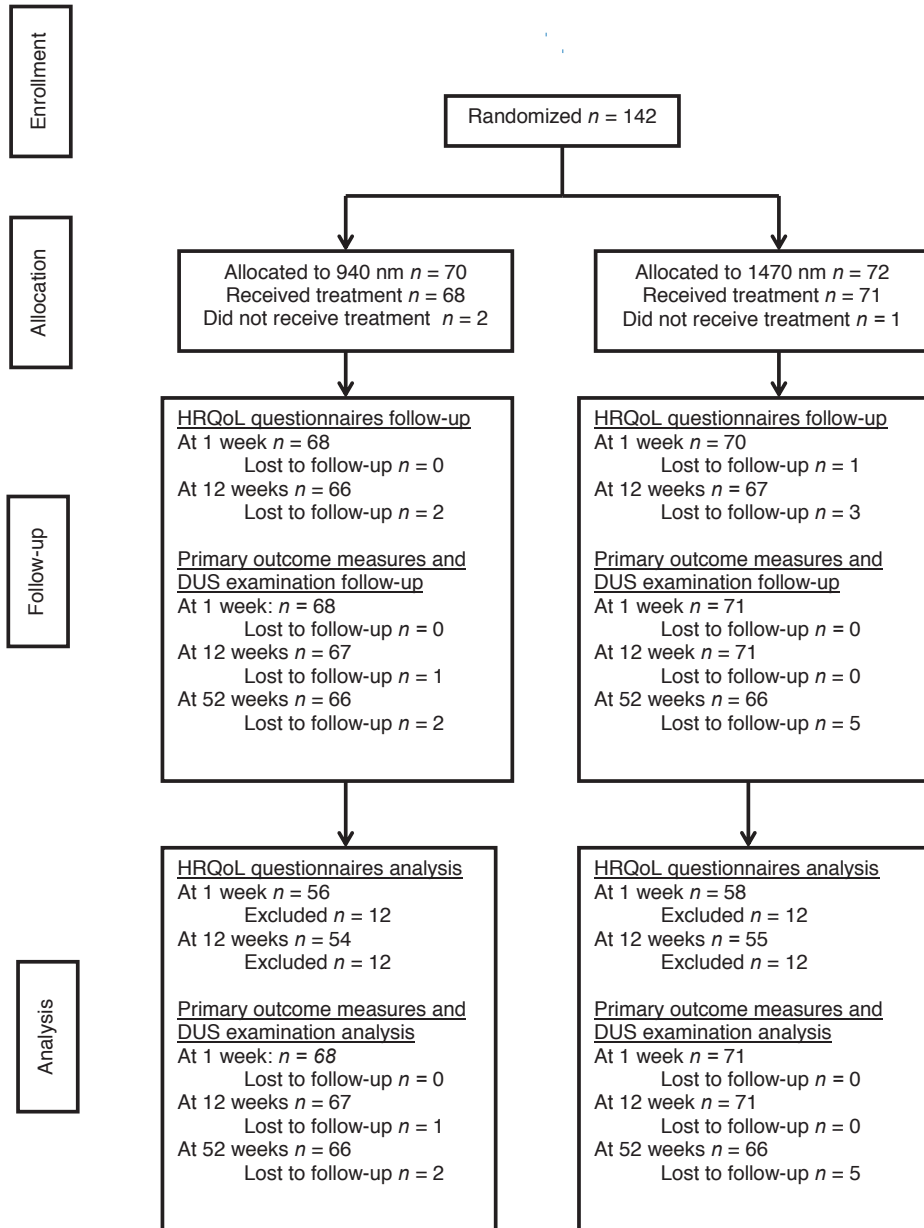 Enrollment
Randomized n = 142
Allocation
Allocated to 940 nm n = 70
Received treatment n = 68
Did not receive treatment n = 2
Allocated to 1470 nm n = 72
Received treatment n = 71
Did not receive treatment n = 1
Follow-up
HRQoL questionnaires follow-up
At 1 week n = 68
Lost to follow-up n = 0
At 12 weeks n = 66
Lost to follow-up n = 2
Primary outcome measures and
DUS examination follow-up
At 1 week: n = 68
Lost to follow-up n = 0
At 12 weeks n = 67
Lost to follow-up n = 1
At 52 weeks n = 66
Lost to follow-up n = 2
HRQoL questionnaires follow-up
At 1 week n = 70
Lost to follow-up n = 1
At 12 weeks n = 67
Lost to follow-up n = 3
Primary outcome measures and
DUS examination follow-up
At 1 week n = 71
Lost to follow-up n = 0
At 12 week n = 71
Lost to follow-up n = 0
At 52 weeks n = 66
Lost to follow-up n = 5
Analysis
HRQoL questionnaires analysis
At 1 week n = 56
Excluded n = 12
At 12 weeks n = 54
Excluded n = 12
Primary outcome measures and
DUS examination analysis
At 1 week: n = 68
Lost to follow-up n = 0
At 12 weeks n = 67
Lost to follow-up n = 1
At 52 weeks n = 66
Lost to follow-up n = 2
HRQoL questionnaires analysis
At 1 week n = 58
Excluded n = 12
At 12 weeks n = 55
Excluded n = 12
Primary outcome measures and
DUS examination analysis
At 1 week n = 71
Lost to follow-up n = 0
At 12 week n = 71
Lost to follow-up n = 0
At 52 weeks n = 66
Lost to follow-up n = 5